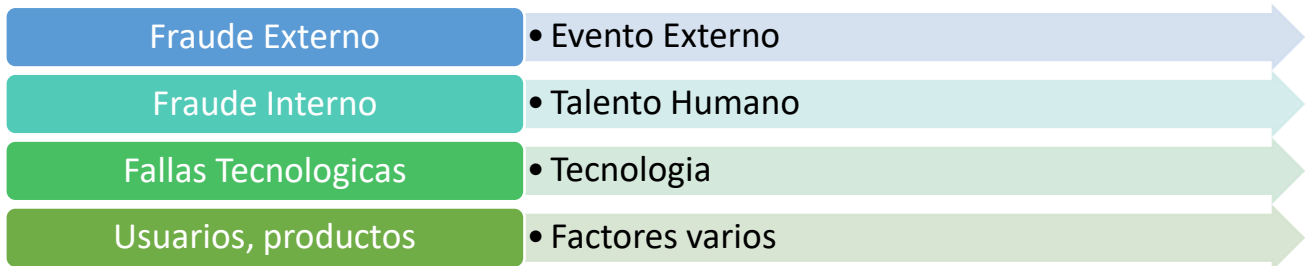 Fraude Externo • Evento Externo
Fraude Interno • Talento Humano
Fallas Tecnologicas • Tecnologia
Usuarios, productos • Factores varios